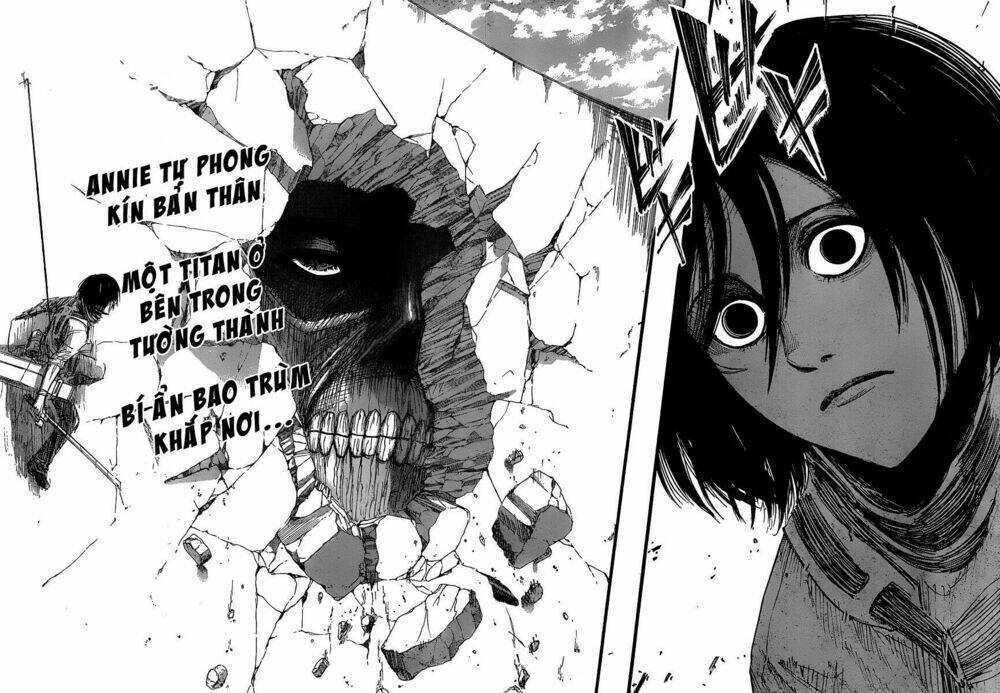 ANNIE TỰ PHONG
KÍN BẢN THÂN
MỘT TITAN Ở
BÊN TRONG
TƯỜNG THÀNH
BÍ ẨN BAO TRÙM
KHẮP NƠI...